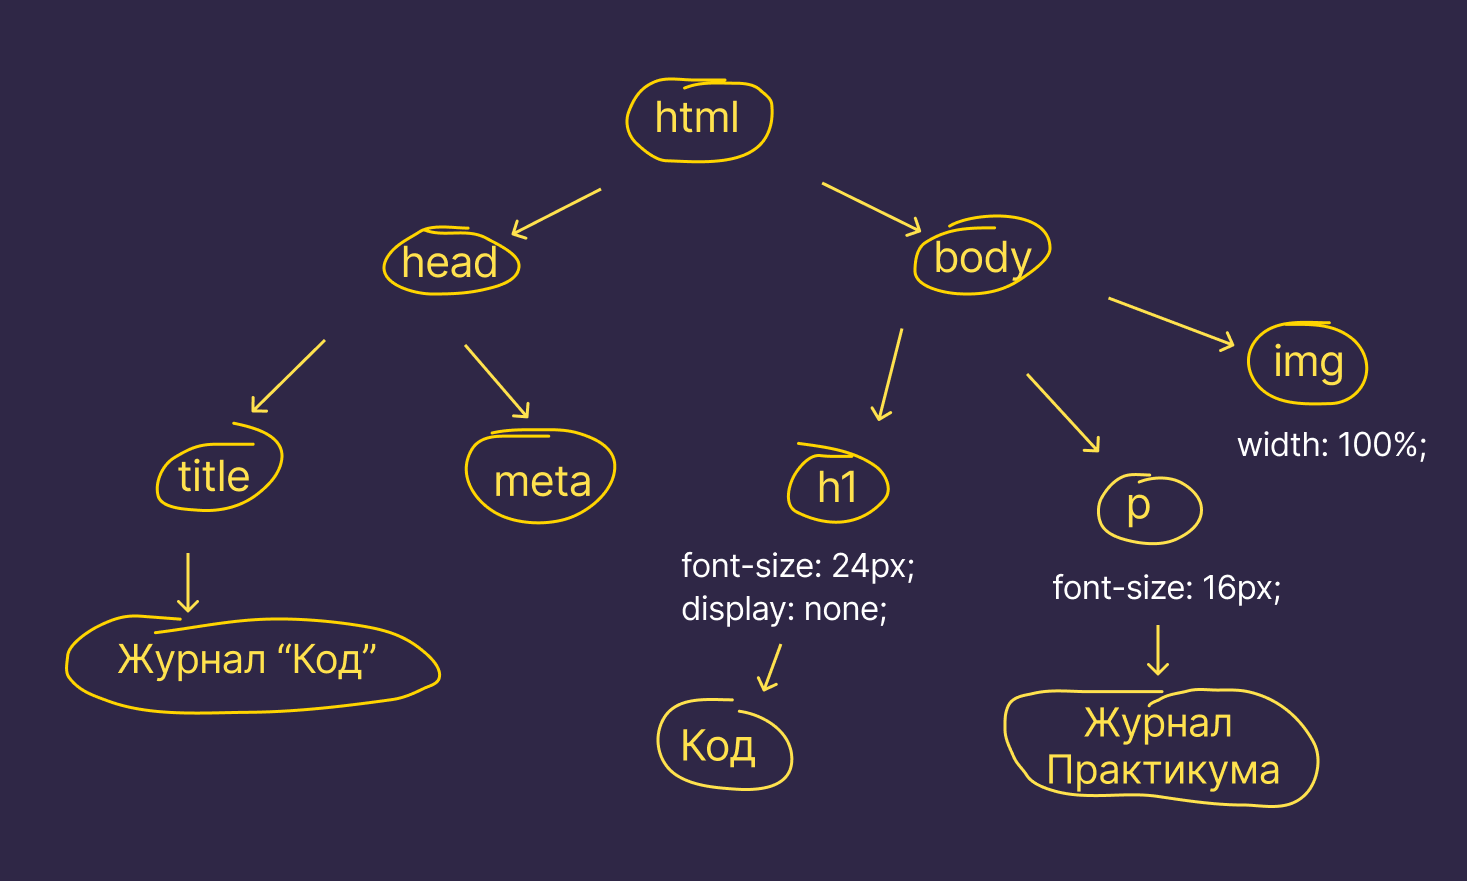 html
head
body
img
width: 100%;
title
meta
h1
p
font-size: 24px;
display: none;
font-size: 16px;
Журнал “Код”
Код
Журнал
Практикума